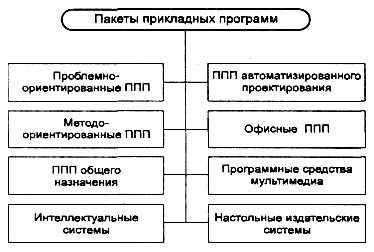 Пакеты прикладных программ
Проблемно-
ориентированные ППП
ППП автоматизированного
проектирования
Методо-
ориентированные ППП
Офисные ППП
ППП общего
назначения
Программные средства
мультимедиа
Интеллектуальные
системы
Настольные издательские
системы